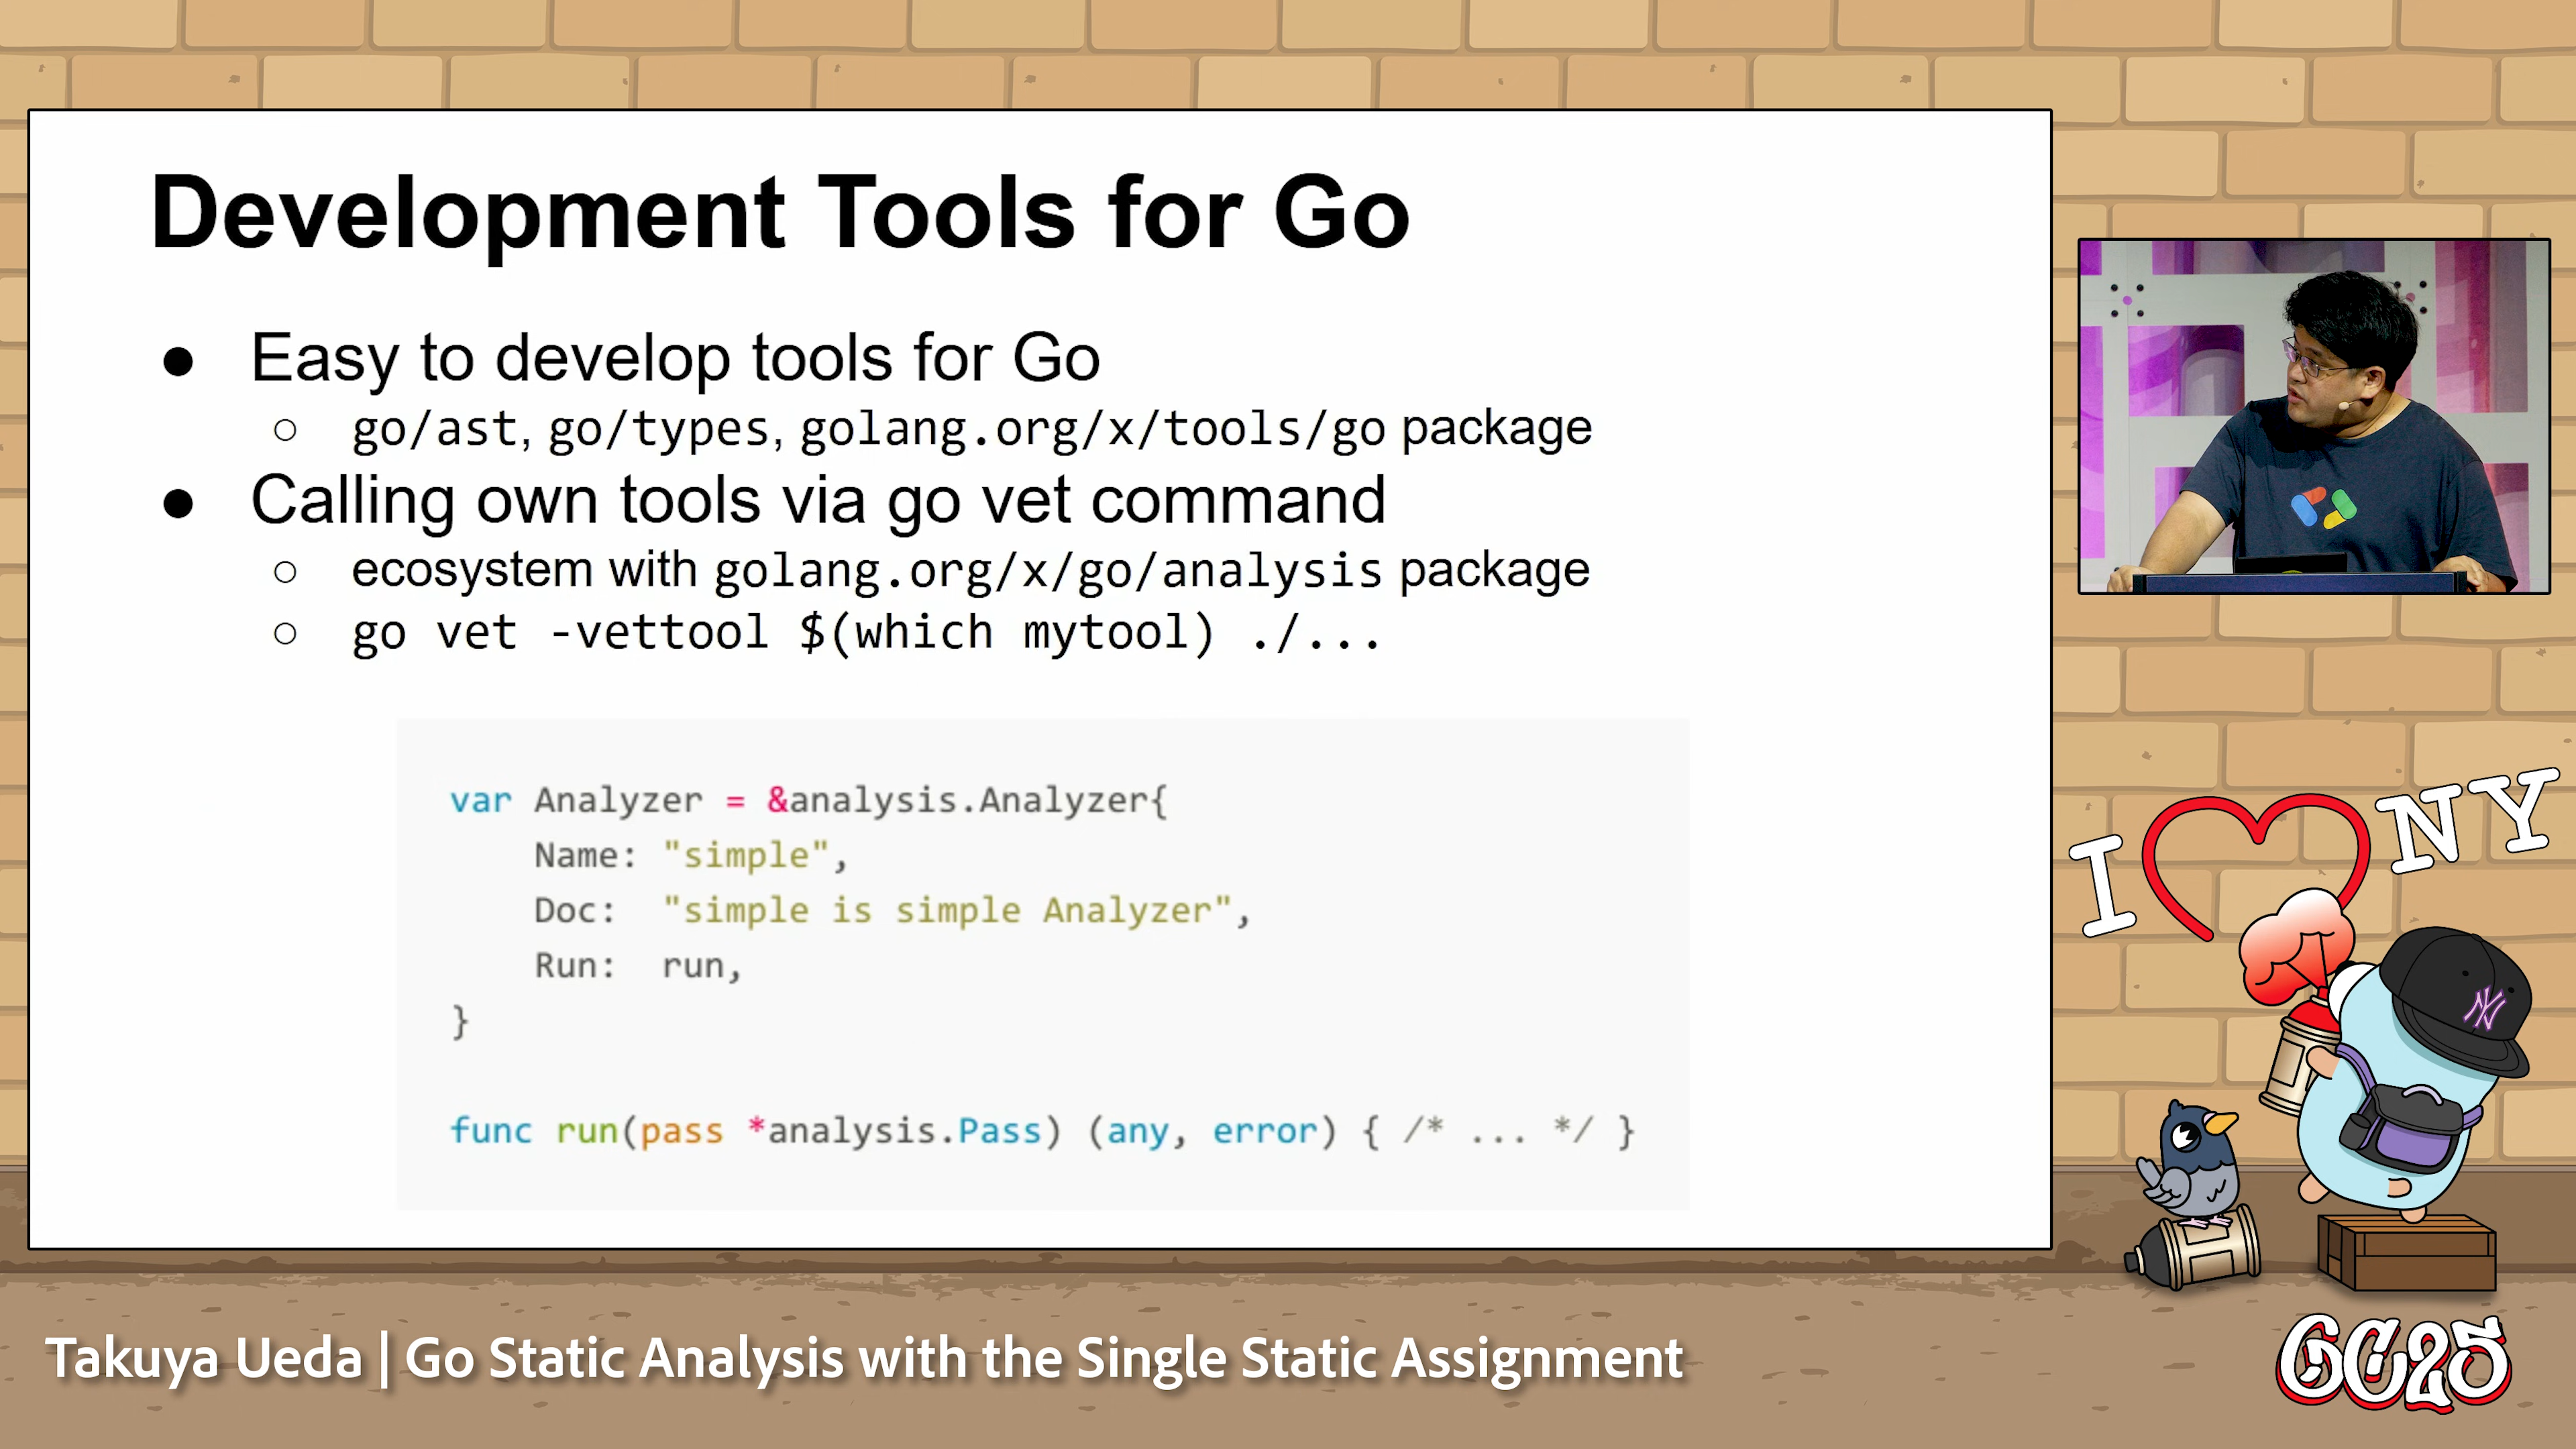 Development Tools for Go
● Easy to develop tools for Go
○ go/ast, go/types, golang.org/x/tools/go package
● Calling own tools via go vet command
○ ecosystem with golang.org/x/go/analysis package
○ go vet -vettool $(which mytool) ./...
var Analyzer = &analysis.Analyzer{
    Name: "simple",
    Doc:  "simple is simple Analyzer",
    Run:  run,
}
func run(pass *analysis.Pass) (any, error) { /* ... */ }
I NY
NY
Takuya Ueda | Go Static Analysis with the Single Static Assignment
GC25